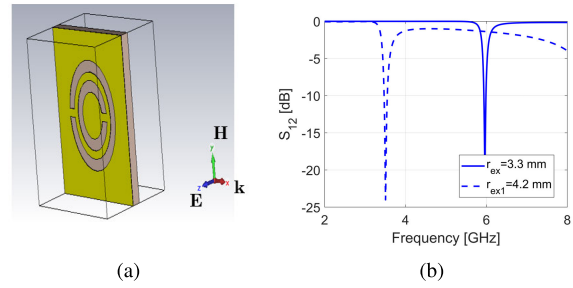 H
y
E
z
x
k
(a)
S12 [dB]
0
-5
-10
-15
-20
-25
2
4
6
8
Frequency [GHz]
rex=3.3 mm
rex1=4.2 mm
(b)